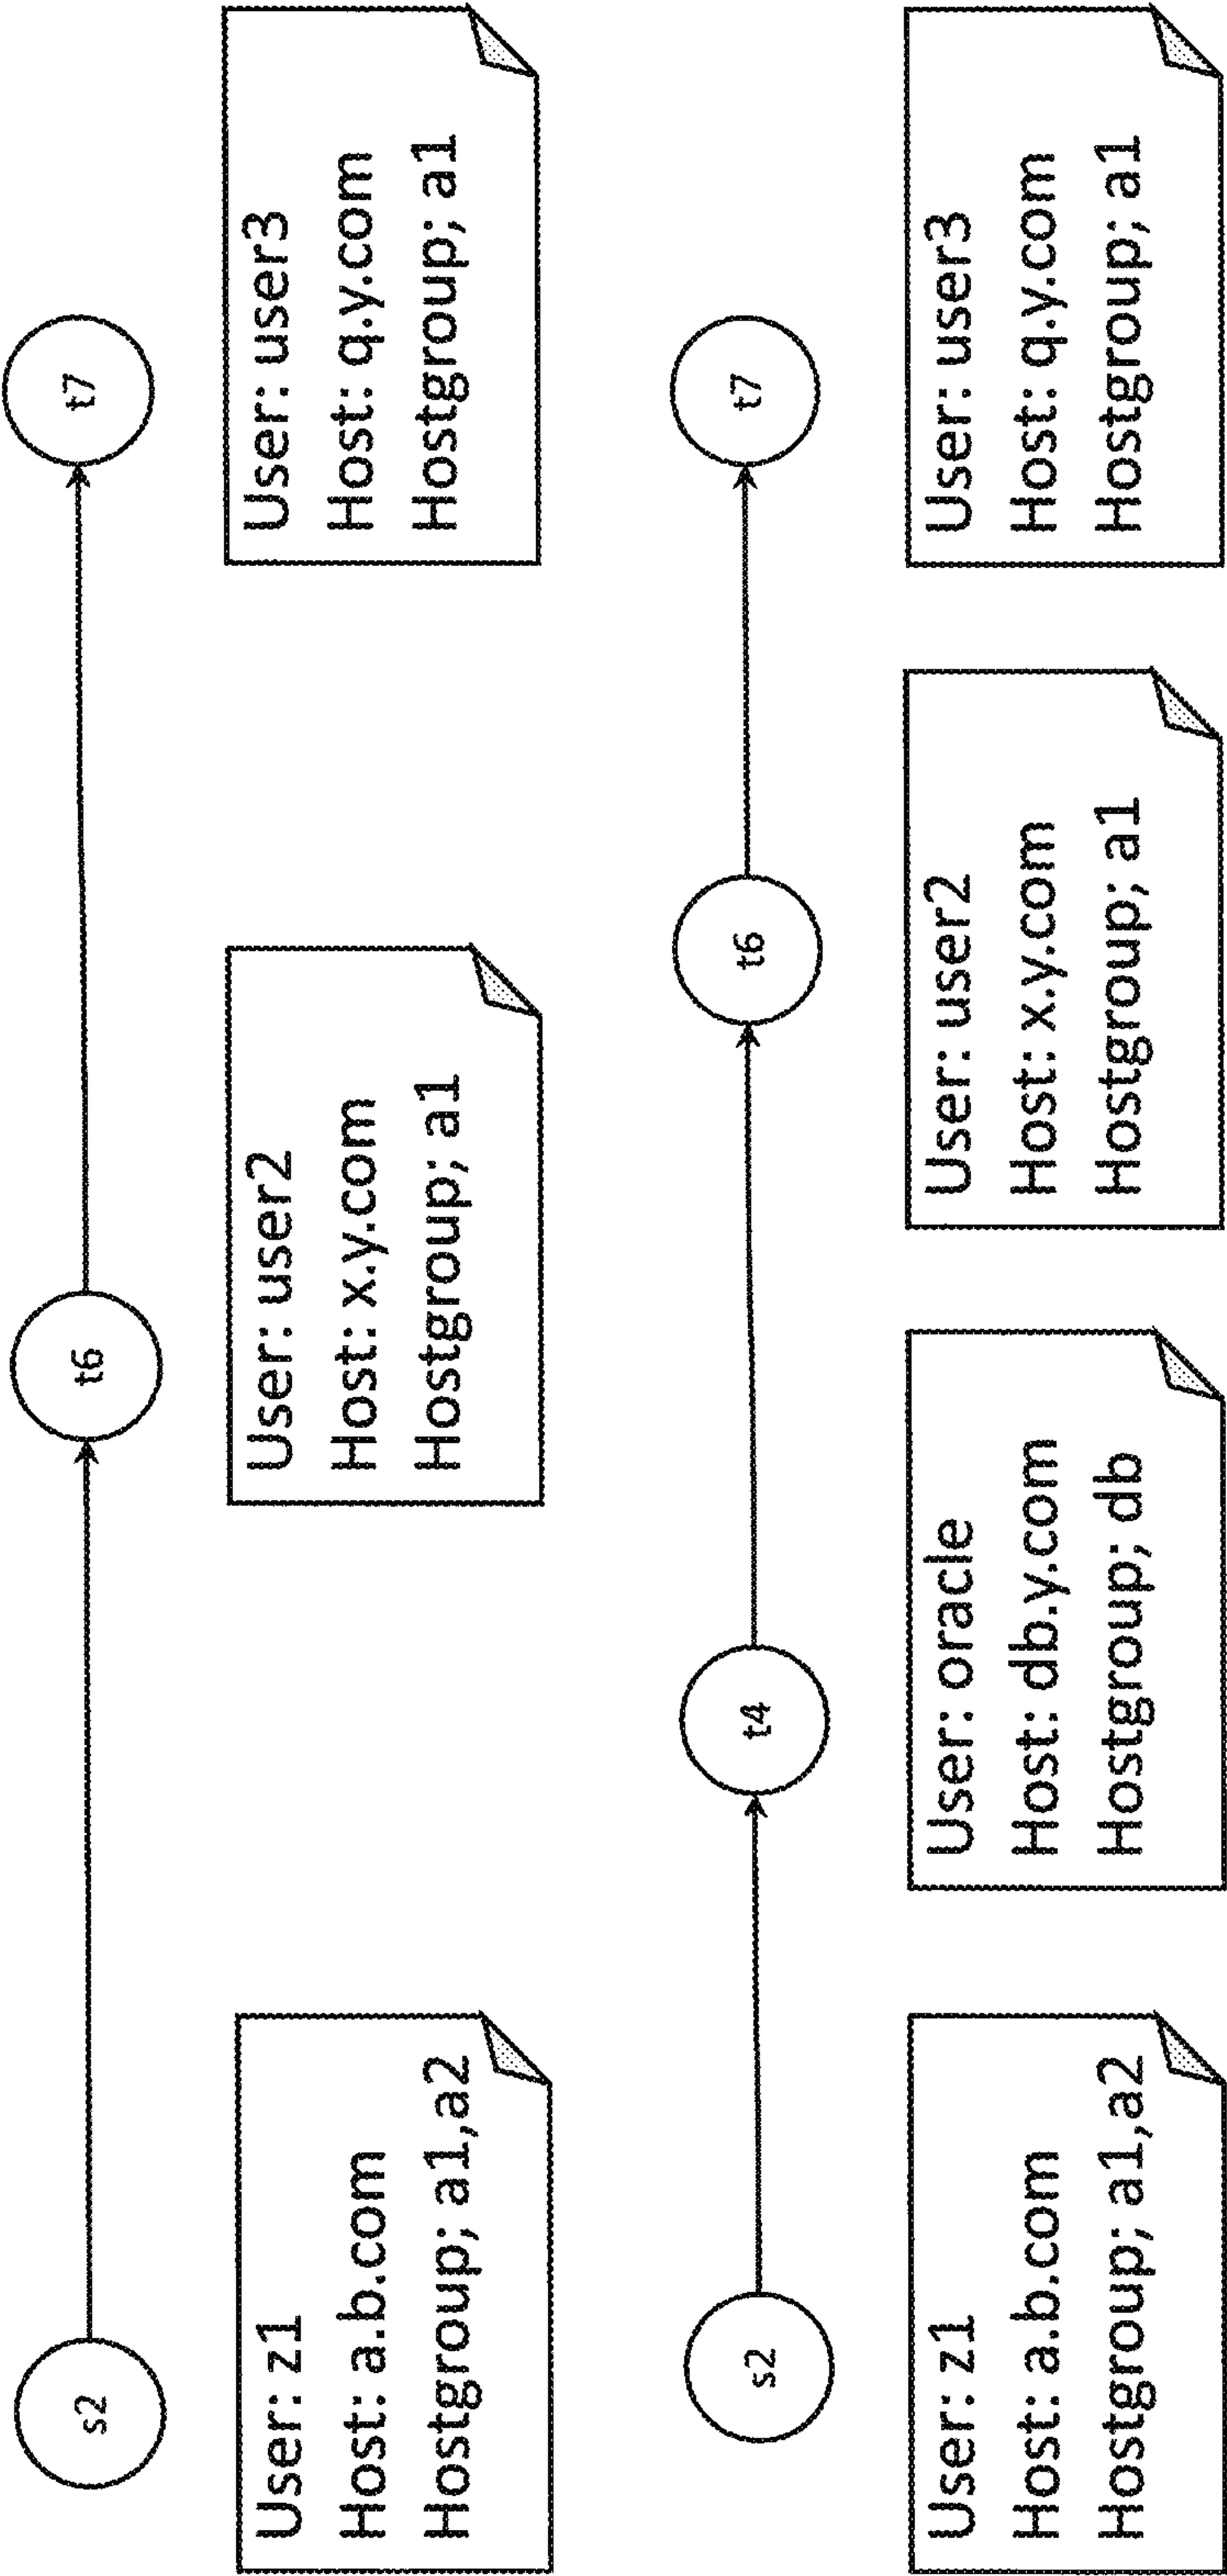 s2
t6
t7
User: z1
Host: a.b.com
Hostgroup; a1,a2
User: user2
Host: x.y.com
Hostgroup; a1
User: user3
Host: q.y.com
Hostgroup; a1
s2
t4
t6
t7
User: z1
Host: a.b.com
Hostgroup; a1,a2
User: oracle
Host: db.y.com
Hostgroup; db
User: user2
Host: x.y.com
Hostgroup; a1
User: user3
Host: q.y.com
Hostgroup; a1